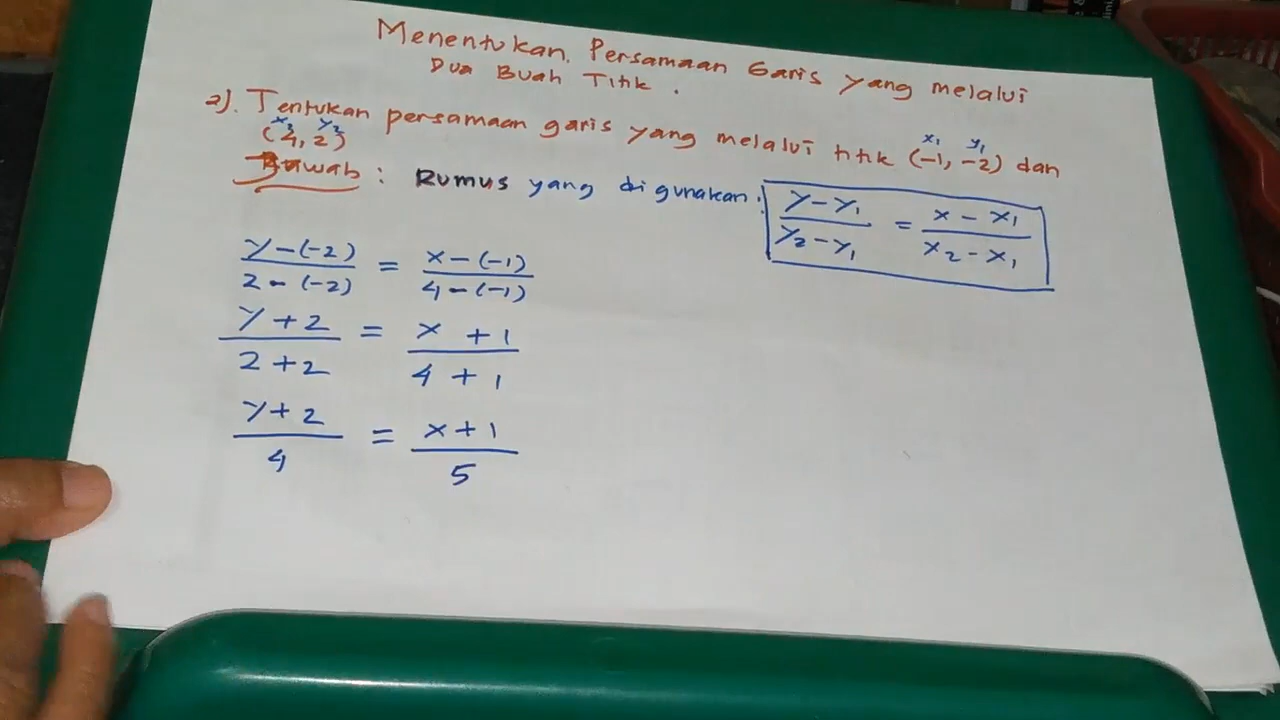 Menentukan Persamaan Garis yang melalui
Dua Buah Titik.
2). Tentukan persamaan garis yang melalui titik (-1, -2) dan
x₁ y₁
x₂ y₂
(4, 2)
Jawab : Rumus yang digunakan :
y-y₁ / y₂-y₁ = x - x₁ / x₂-x₁
y-(-2) / 2-(-2) = x-(-1) / 4-(-1)
y+2 / 2+2 = x +1 / 4+1
y+2 / 4 = x+1 / 5